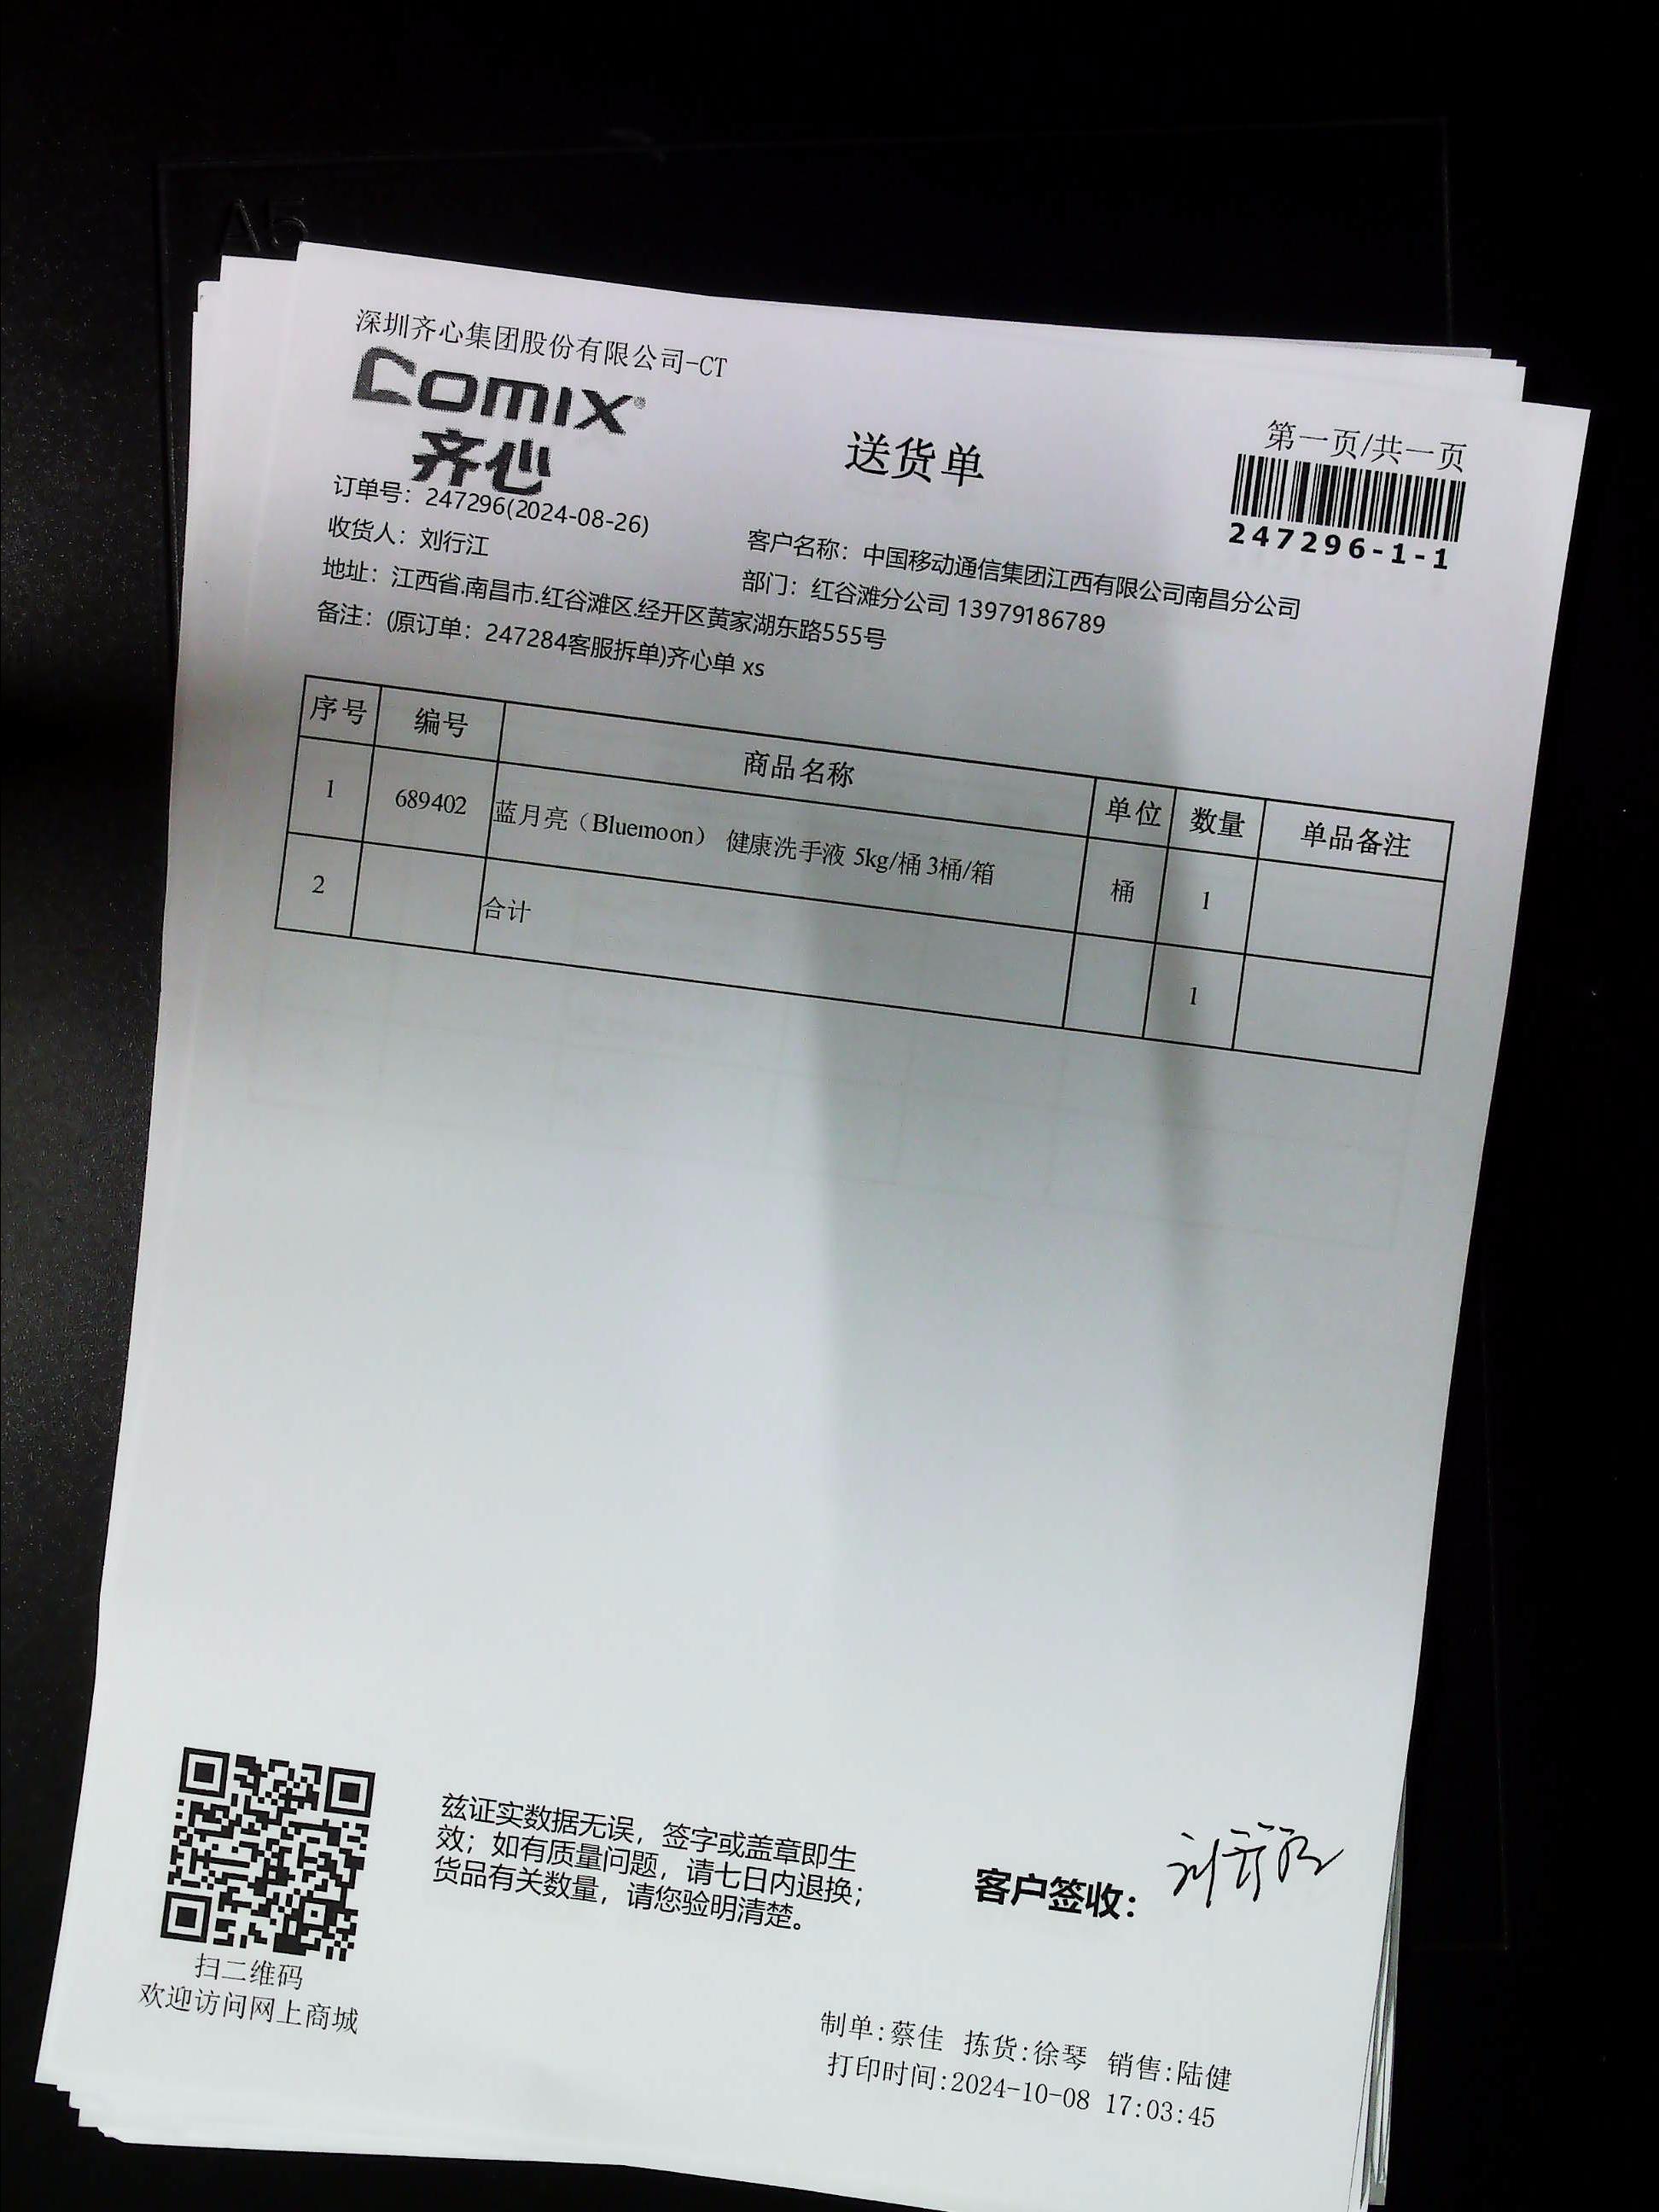 A5
深圳齐心集团股份有限公司-CT
Comix®
齐心
送货单
第一页/共一页
247296-1-1
订单号：247296(2024-08-26)
收货人：刘行江
客户名称：中国移动通信集团江西有限公司南昌分公司
地址：江西省.南昌市.红谷滩区.经开区黄家湖东路555号
部门：红谷滩分公司 13979186789
备注：(原订单：247284客服拆单)齐心单 xs
序号 编号 商品名称 单位 数量 单品备注
1 689402 蓝月亮（Bluemoon） 健康洗手液 5kg/桶 3桶/箱 桶 1
2 合计 1
兹证实数据无误，签字或盖章即生
效；如有质量问题，请七日内退换；
货品有关数量，请您验明清楚。
客户签收：
扫二维码
欢迎访问网上商城
制单:蔡佳 拣货:徐琴 销售:陆健
打印时间:2024-10-08 17:03:45